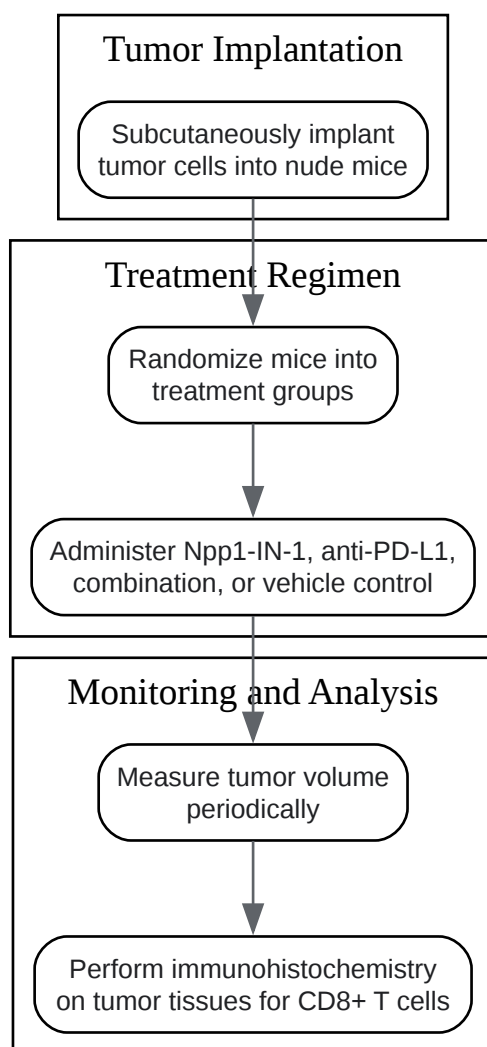 Tumor Implantation
Subcutaneously implant
tumor cells into nude mice
Treatment Regimen
Randomize mice into
treatment groups
Administer Npp1-IN-1, anti-PD-L1,
combination, or vehicle control
Monitoring and Analysis
Measure tumor volume
periodically
Perform immunohistochemistry
on tumor tissues for CD8+ T cells